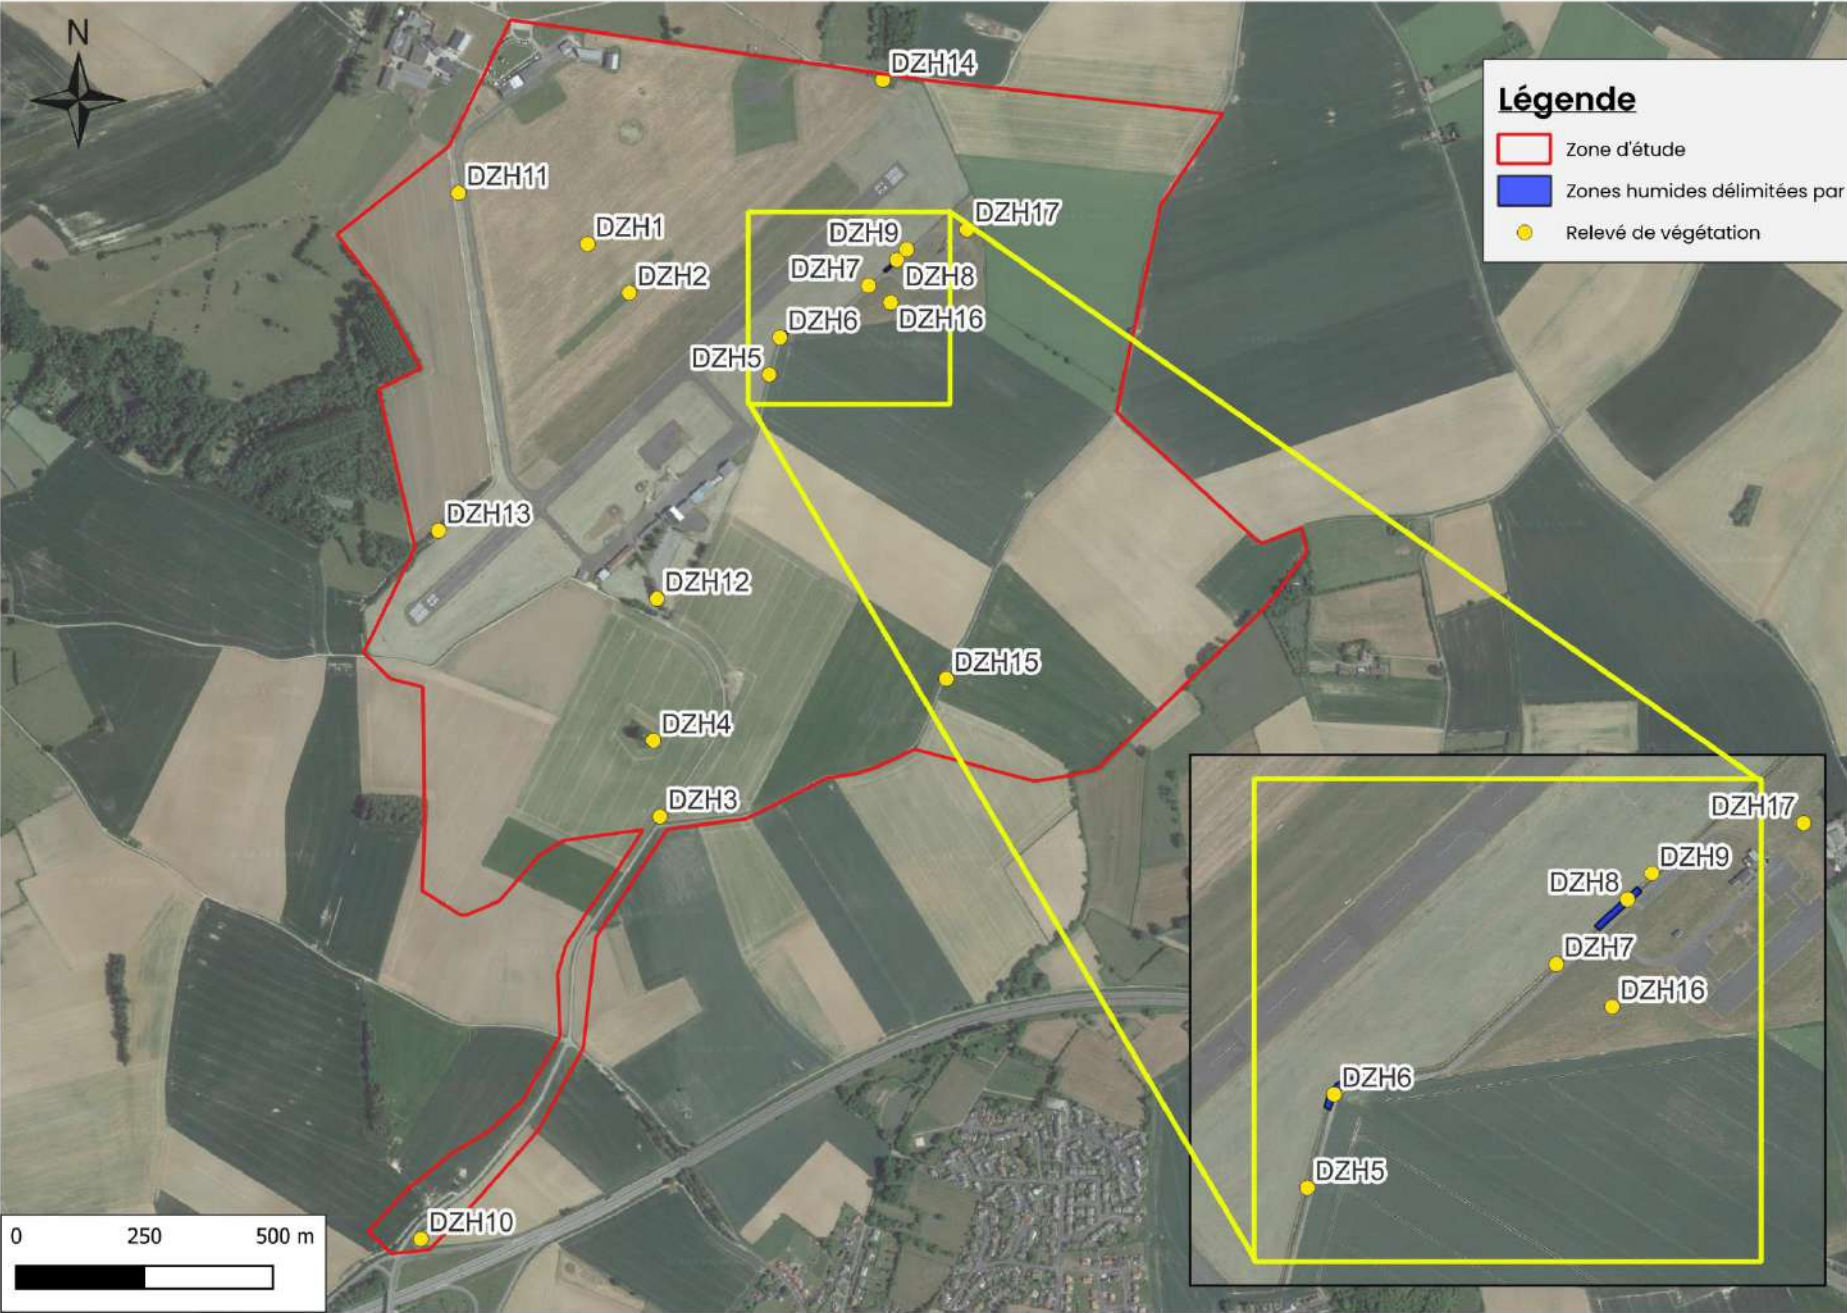 N
DZH14
Légende
Zone d'étude
Zones humides délimitées par
Relevé de végétation
DZH11
DZH17
DZH1
DZH9
DZH7
DZH8
DZH2
DZH16
DZH6
DZH5
DZH13
DZH12
DZH15
DZH4
DZH3
DZH17
DZH9
DZH8
DZH7
DZH16
DZH6
DZH5
DZH10
0 250 500 m